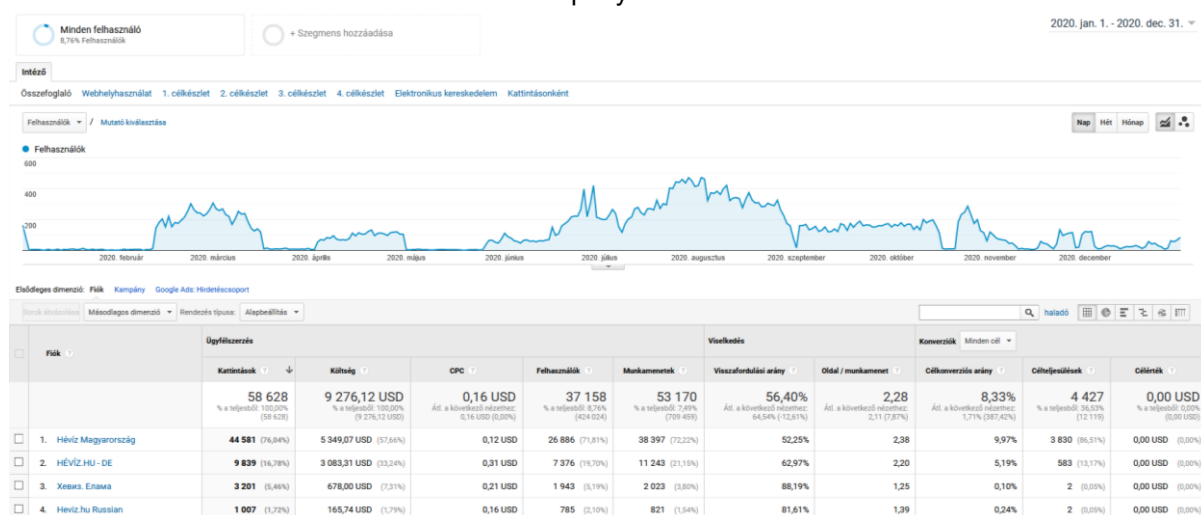 Minden felhasználó
8,76% Felhasználók
+ Szegmens hozzáadása
2020. jan. 1. - 2020. dec. 31.
Intéző
Összefoglaló Webhelyhasználat 1. célkészlet 2. célkészlet 3. célkészlet 4. célkészlet Elektronikus kereskedelem Kattintásonként
Felhasználók / Mutató kiválasztása
Nap Hét Hónap
Felhasználók
600
400
200
2020. február 2020. március 2020. április 2020. május 2020. június 2020. július 2020. augusztus 2020. szeptember 2020. október 2020. november 2020. december
Elsődleges dimenzió: Fiók Kampány Google Ads: Hirdetéscsoport
Sorok ábrázolása Másodlagos dimenzió Rendezés típusa: Alapbeállítás
haladó
Fiók ? Ügyfélszerzés Viselkedés Konverziók Minden cél
Kattintások ? Költség ? CPC ? Felhasználók ? Munkamenetek ? Visszafordulási arány ? Oldal / munkamenet ? Célkonverziós arány ? Célteljesülések ? Célérték ?
58 628 9 276,12 USD 0,16 USD 37 158 53 170 56,40% 2,28 8,33% 4 427 0,00 USD
% a teljesből: 100,00% % a teljesből: 100,00% Átl. a következő nézethez: % a teljesből: 8,76% % a teljesből: 7,49% Átl. a következő nézethez: Átl. a következő nézethez: Átl. a következő nézethez: % a teljesből: 36,53% % a teljesből: 0,00%
(58 628) (9 276,12 USD) 0,16 USD (0,00%) (424 024) (709 459) 64,54% (-12,61%) 2,11 (7,87%) 1,71% (387,42%) (12 119) (0,00 USD)
1. Hévíz Magyarország 44 581 (76,04%) 5 349,07 USD (57,66%) 0,12 USD 26 886 (71,81%) 38 397 (72,22%) 52,25% 2,38 9,97% 3 830 (86,51%) 0,00 USD (0,00%)
2. HÉVÍZ.HU - DE 9 839 (16,78%) 3 083,31 USD (33,24%) 0,31 USD 7 376 (19,70%) 11 243 (21,15%) 62,97% 2,20 5,19% 583 (13,17%) 0,00 USD (0,00%)
3. Хевиз. Елама 3 201 (5,46%) 678,00 USD (7,31%) 0,21 USD 1 943 (5,19%) 2 023 (3,80%) 88,19% 1,25 0,10% 2 (0,05%) 0,00 USD (0,00%)
4. Heviz.hu Russian 1 007 (1,72%) 165,74 USD (1,79%) 0,16 USD 785 (2,10%) 821 (1,54%) 81,61% 1,39 0,24% 2 (0,05%) 0,00 USD (0,00%)